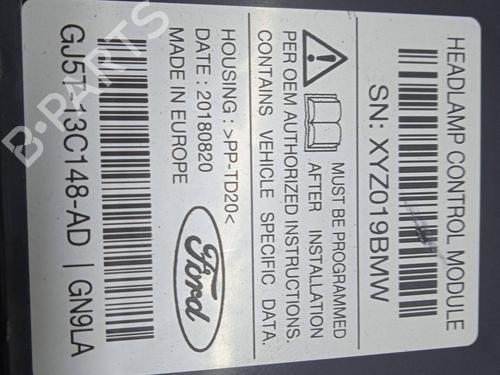 HEADLAMP CONTROL MODULE
SN: XYZ019BMW
MUST BE PROGRAMMED
AFTER INSTALLATION
PER OEM AUTHORIZED INSTRUCTIONS.
CONTAINS VEHICLE SPECIFIC DATA.
HOUSING: >PP-TD20<
DATE: 20180820
MADE IN EUROPE
Ford
GJ57-13C148-AD | GN9LA
B-PARTS